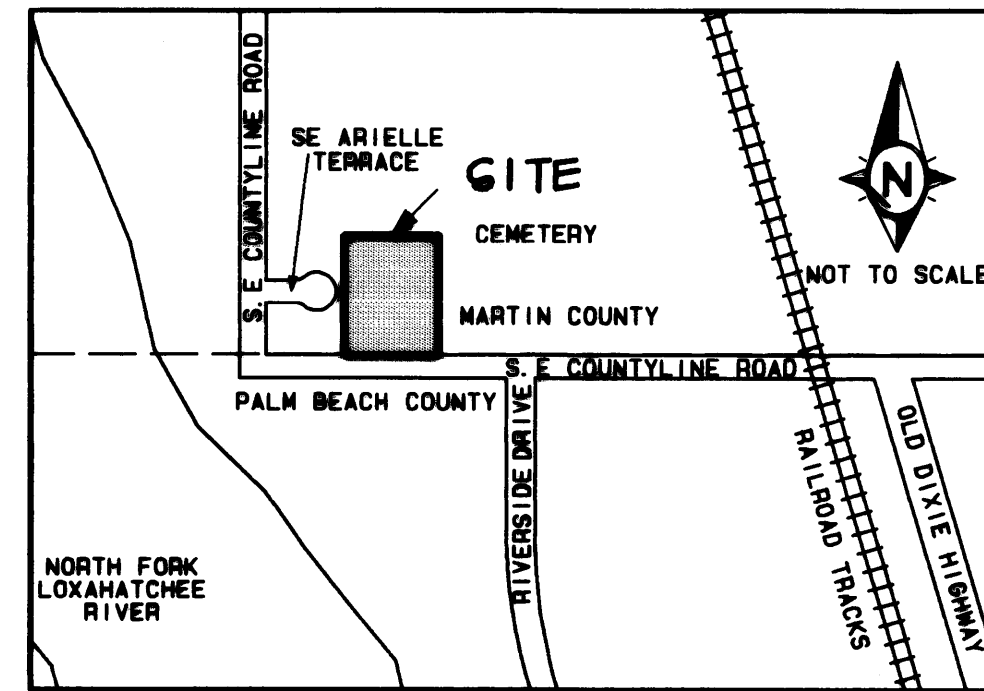 S. E COUNTYLINE ROAD
SE ARIELLE
TERRACE
SITE
CEMETERY
N
NOT TO SCALE
MARTIN COUNTY
S. E COUNTYLINE ROAD
PALM BEACH COUNTY
RIVERSIDE DRIVE
RAILROAD TRACKS
OLD DIXIE HIGHWAY
NORTH FORK
LOXAHATCHEE
RIVER